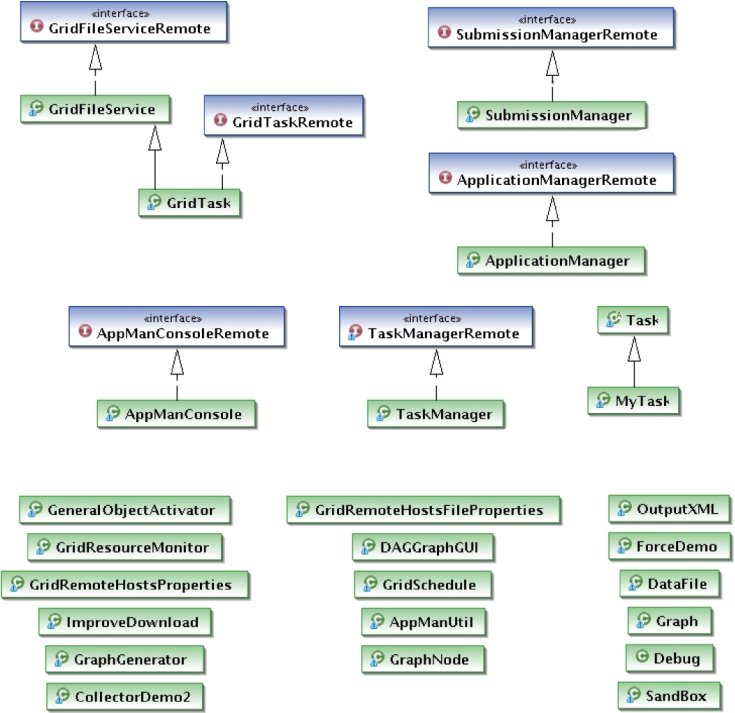 «interface»
GridFileServiceRemote
«interface»
SubmissionManagerRemote
GridFileService
«interface»
GridTaskRemote
SubmissionManager
«interface»
ApplicationManagerRemote
GridTask
ApplicationManager
«interface»
AppManConsoleRemote
«interface»
TaskManagerRemote
Task
AppManConsole
TaskManager
MyTask
GeneralObjectActivator
GridRemoteHostsFileProperties
OutputXML
GridResourceMonitor
DAGGraphGUI
ForceDemo
GridRemoteHostsProperties
GridSchedule
DataFile
ImproveDownload
AppManUtil
Graph
GraphGenerator
GraphNode
Debug
CollectorDemo2
SandBox